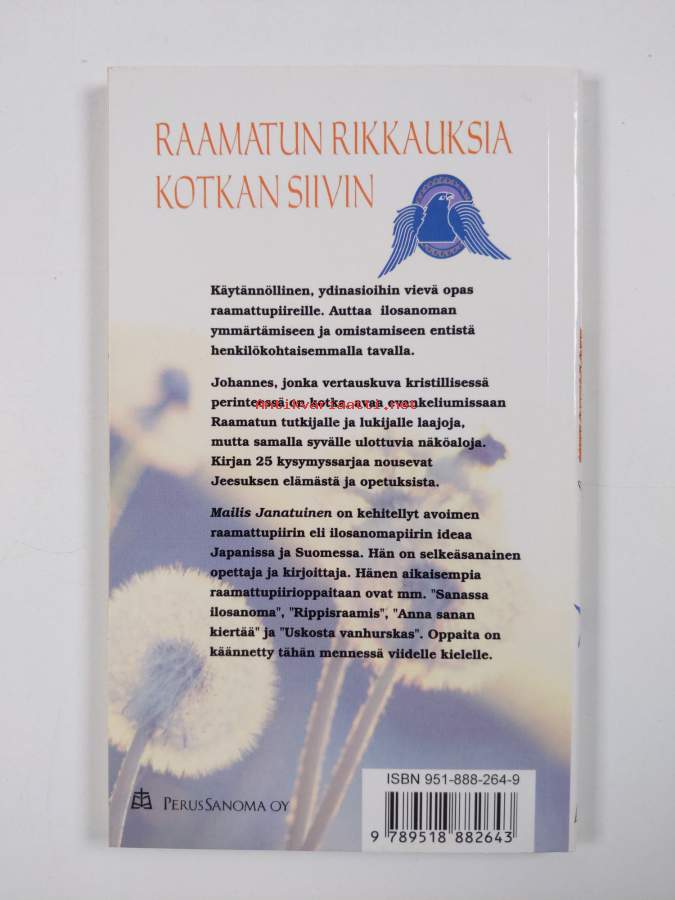 RAAMATUN RIKKAUKSIA
KOTKAN SIIVIN
Käytännöllinen, ydinasioihin vievä opas
raamattupiireille. Auttaa ilosanoman
ymmärtämiseen ja omistamiseen entistä
henkilökohtaisemmalla tavalla.
Johannes, jonka vertauskuva kristillisessä
perinteessä on kotka, avaa evankeliumissaan
Antikvariaatti.net
Raamatun tutkijalle ja lukijalle laajoja,
mutta samalla syvälle ulottuvia näköaloja.
Kirjan 25 kysymyssarjaa nousevat
Jeesuksen elämästä ja opetuksista.
Mailis Janatuinen on kehitellyt avoimen
raamattupiirin eli ilosanomapiirin ideaa
Japanissa ja Suomessa. Hän on selkeäsanainen
opettaja ja kirjoittaja. Hänen aikaisempia
raamattupiirioppaitaan ovat mm. "Sanassa
ilosanoma", "Rippisraamis", "Anna sanan
kiertää" ja "Uskosta vanhurskas". Oppaita on
käännetty tähän mennessä viidelle kielelle.
PERUSSANOMA OY
ISBN 951-888-264-9
9 789518 882643